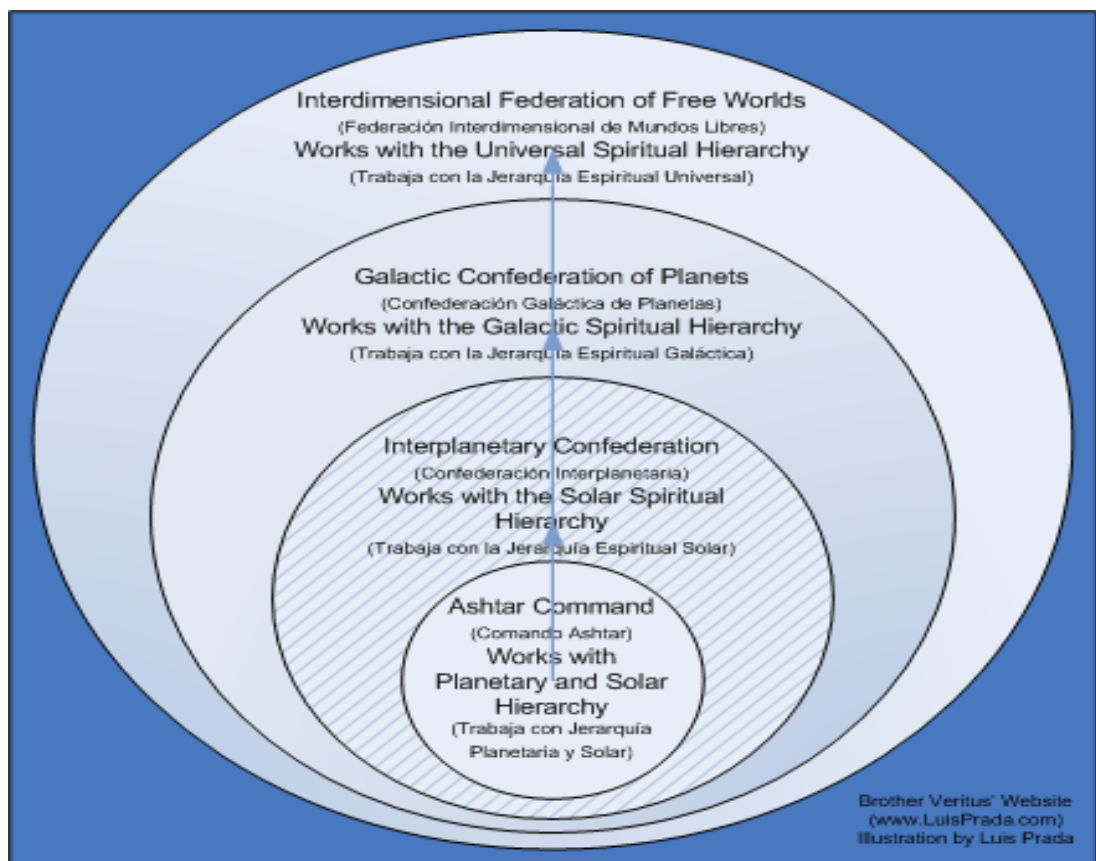 Interdimensional Federation of Free Worlds
(Federación Interdimensional de Mundos Libres)
Works with the Universal Spiritual Hierarchy
(Trabaja con la Jerarquía Espiritual Universal)
Galactic Confederation of Planets
(Confederación Galáctica de Planetas)
Works with the Galactic Spiritual Hierarchy
(Trabaja con la Jerarquía Espiritual Galáctica)
Interplanetary Confederation
(Confederación Interplanetaria)
Works with the Solar Spiritual
Hierarchy
(Trabaja con la Jerarquía Espiritual Solar)
Ashtar Command
(Comando Ashtar)
Works with
Planetary and Solar
Hierarchy
(Trabaja con Jerarquía
Planetaria y Solar)
Brother Veritus' Website
(www.LuisPrada.com)
Illustration by Luis Prada